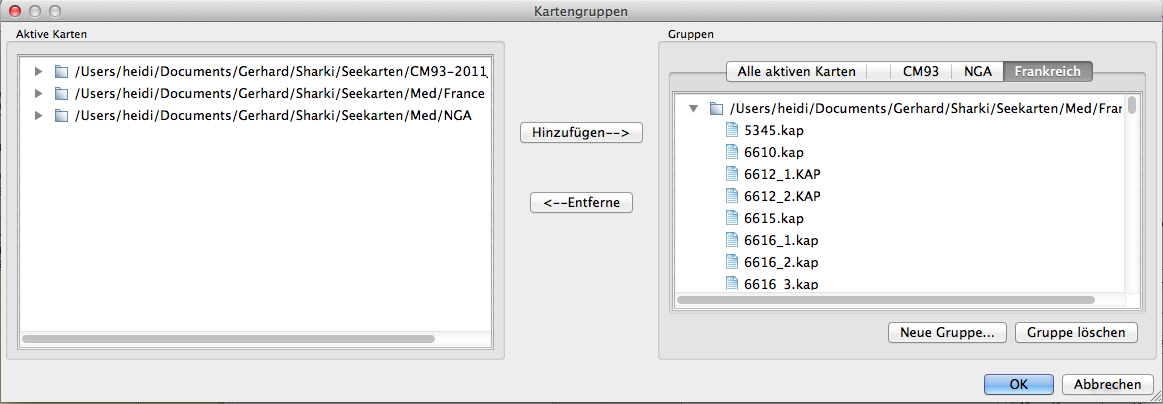 Kartengruppen
Aktive Karten
/Users/heidi/Documents/Gerhard/Sharki/Seekarten/CM93-2011_
/Users/heidi/Documents/Gerhard/Sharki/Seekarten/Med/France
/Users/heidi/Documents/Gerhard/Sharki/Seekarten/Med/NGA
Hinzufügen-->
<--Entferne
Gruppen
Alle aktiven Karten CM93 NGA Frankreich
/Users/heidi/Documents/Gerhard/Sharki/Seekarten/Med/Fran
5345.kap
6610.kap
6612_1.KAP
6612_2.KAP
6615.kap
6616_1.kap
6616_2.kap
6616_3.kap
Neue Gruppe... Gruppe löschen
OK Abbrechen